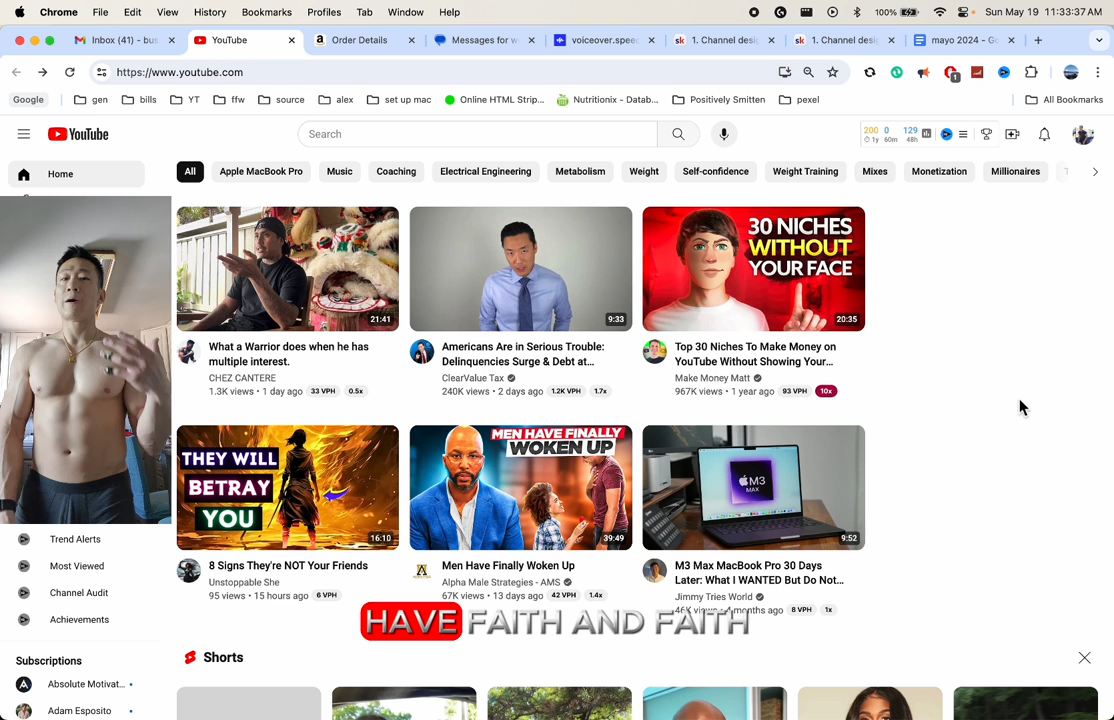 Chrome File Edit View History Bookmarks Profiles Tab Window Help 100% Sun May 19 11:33:37 AM
Inbox (41) - bus YouTube Order Details Messages for w voiceover.spee 1. Channel desi 1. Channel desi mayo 2024 - Go
https://www.youtube.com 1
Google gen bills YT ffw source alex set up mac Online HTML Strip... Nutritionix - Datab... Positively Smitten pexel All Bookmarks
YouTube Search 200 1y 0 60m 129 48h
Home
All Apple MacBook Pro Music Coaching Electrical Engineering Metabolism Weight Self-confidence Weight Training Mixes Monetization Millionaires
30 NICHES
WITHOUT
YOUR FACE
21:41 9:33 20:35
What a Warrior does when he has
multiple interest.
CHEZ CANTERE
1.3K views • 1 day ago 33 VPH 0.5x
Americans Are in Serious Trouble:
Delinquencies Surge & Debt at...
ClearValue Tax
240K views • 2 days ago 1.2K VPH 1.7x
Top 30 Niches To Make Money on
YouTube Without Showing Your...
Make Money Matt
967K views • 1 year ago 93 VPH 10x
THEY WILL
BETRAY
YOU
16:10
MEN HAVE FINALLY
WOKEN UP
39:49
M3
MAX
9:52
8 Signs They're NOT Your Friends
Unstoppable She
95 views • 15 hours ago 6 VPH
Men Have Finally Woken Up
Alpha Male Strategies - AMS
67K views • 13 days ago 42 VPH 1.4x
M3 Max MacBook Pro 30 Days
Later: What I WANTED But Do Not...
Jimmy Tries World
46K views • 4 months ago 8 VPH 1x
HAVE FAITH AND FAITH
Trend Alerts
Most Viewed
Channel Audit
Achievements
Subscriptions
Absolute Motivat...
Adam Esposito
Shorts